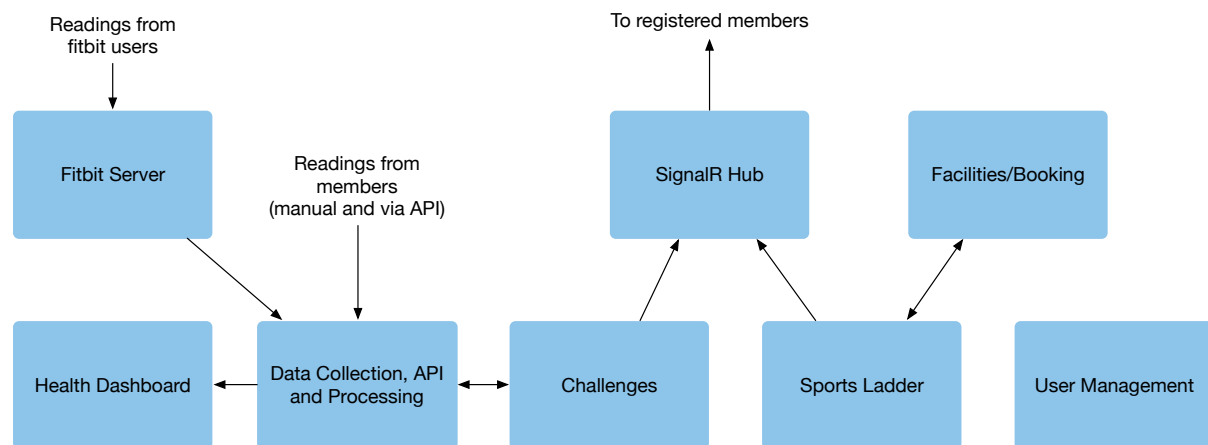 Readings from
fitbit users
To registered members
Fitbit Server
Readings from
members
(manual and via API)
SignalR Hub
Facilities/Booking
Health Dashboard
Data Collection, API
and Processing
Challenges
Sports Ladder
User Management